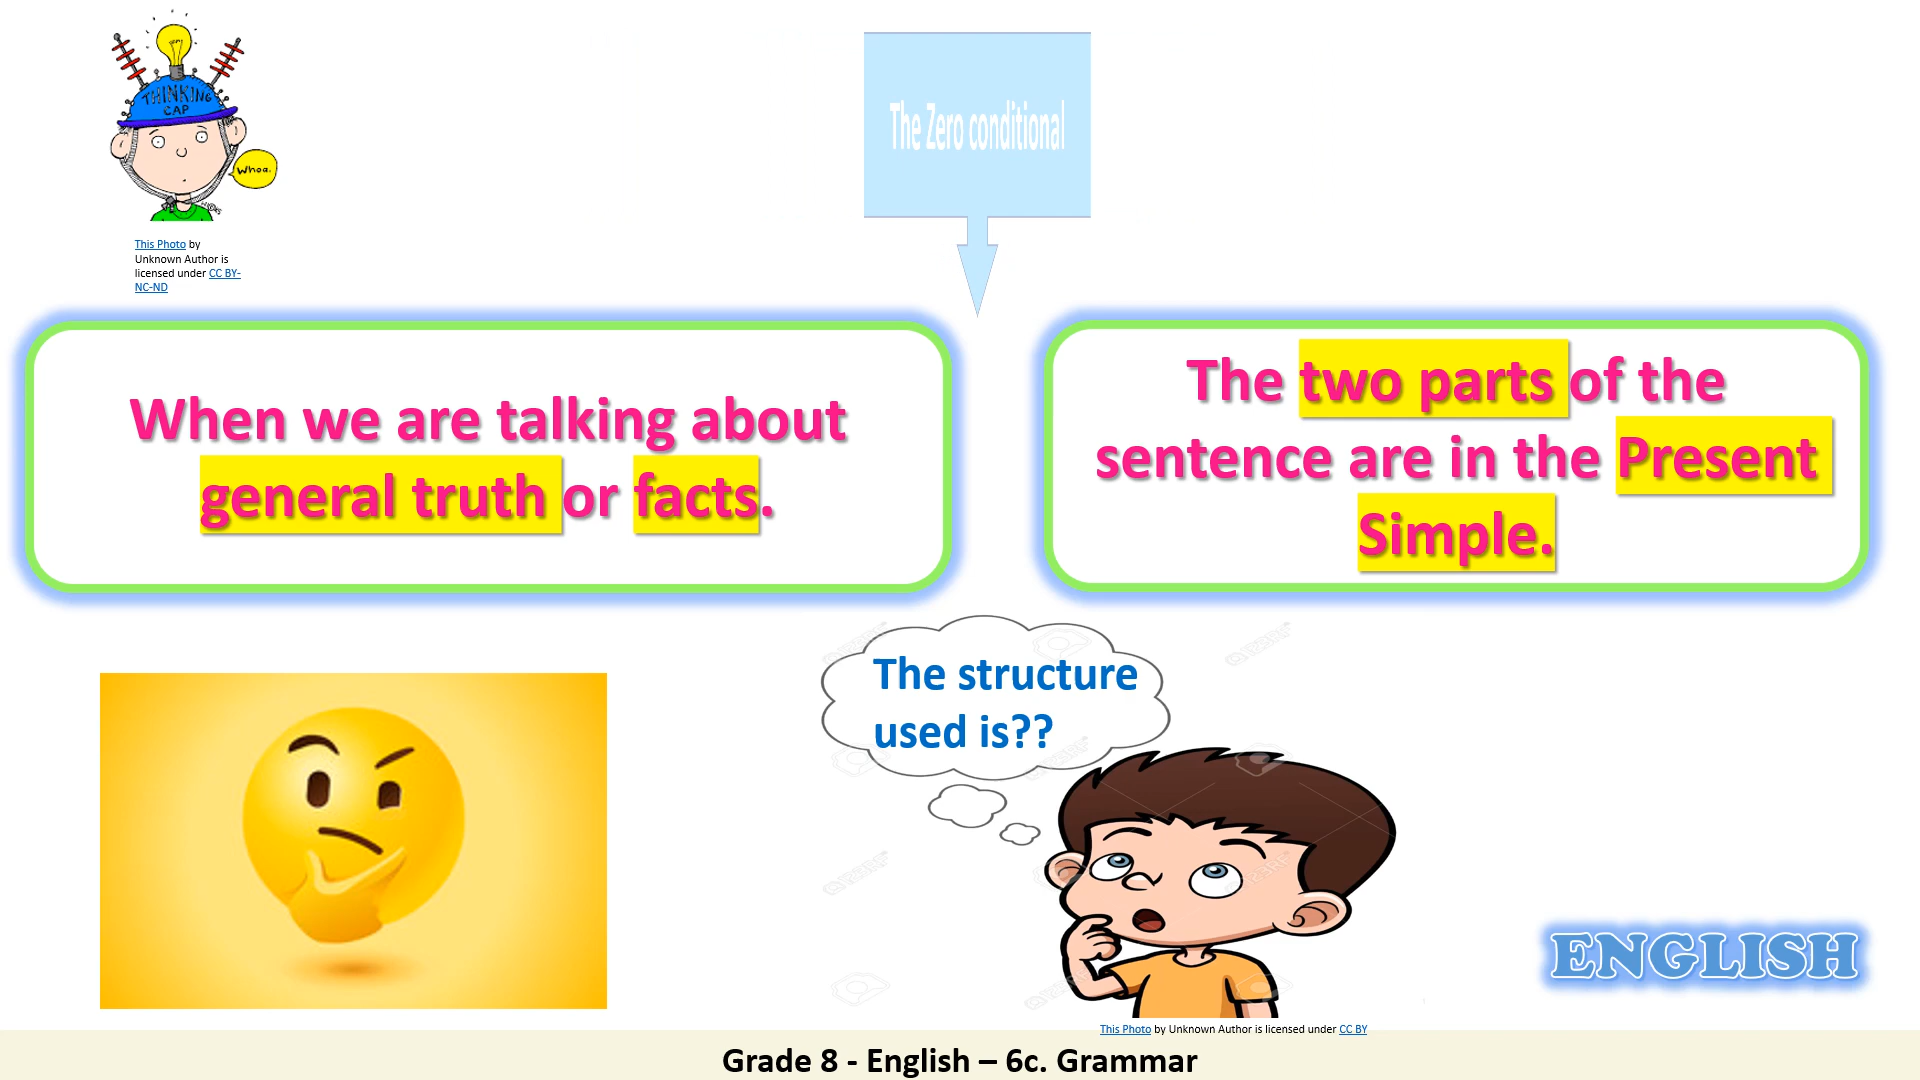 THINKING
CAP
Whoa.
This Photo by
Unknown Author is
licensed under CC BY-
NC-ND
The Zero conditional
When we are talking about
general truth or facts.
The two parts of the
sentence are in the Present
Simple.
The structure
used is??
ENGLISH
This Photo by Unknown Author is licensed under CC BY
Grade 8 - English – 6c. Grammar